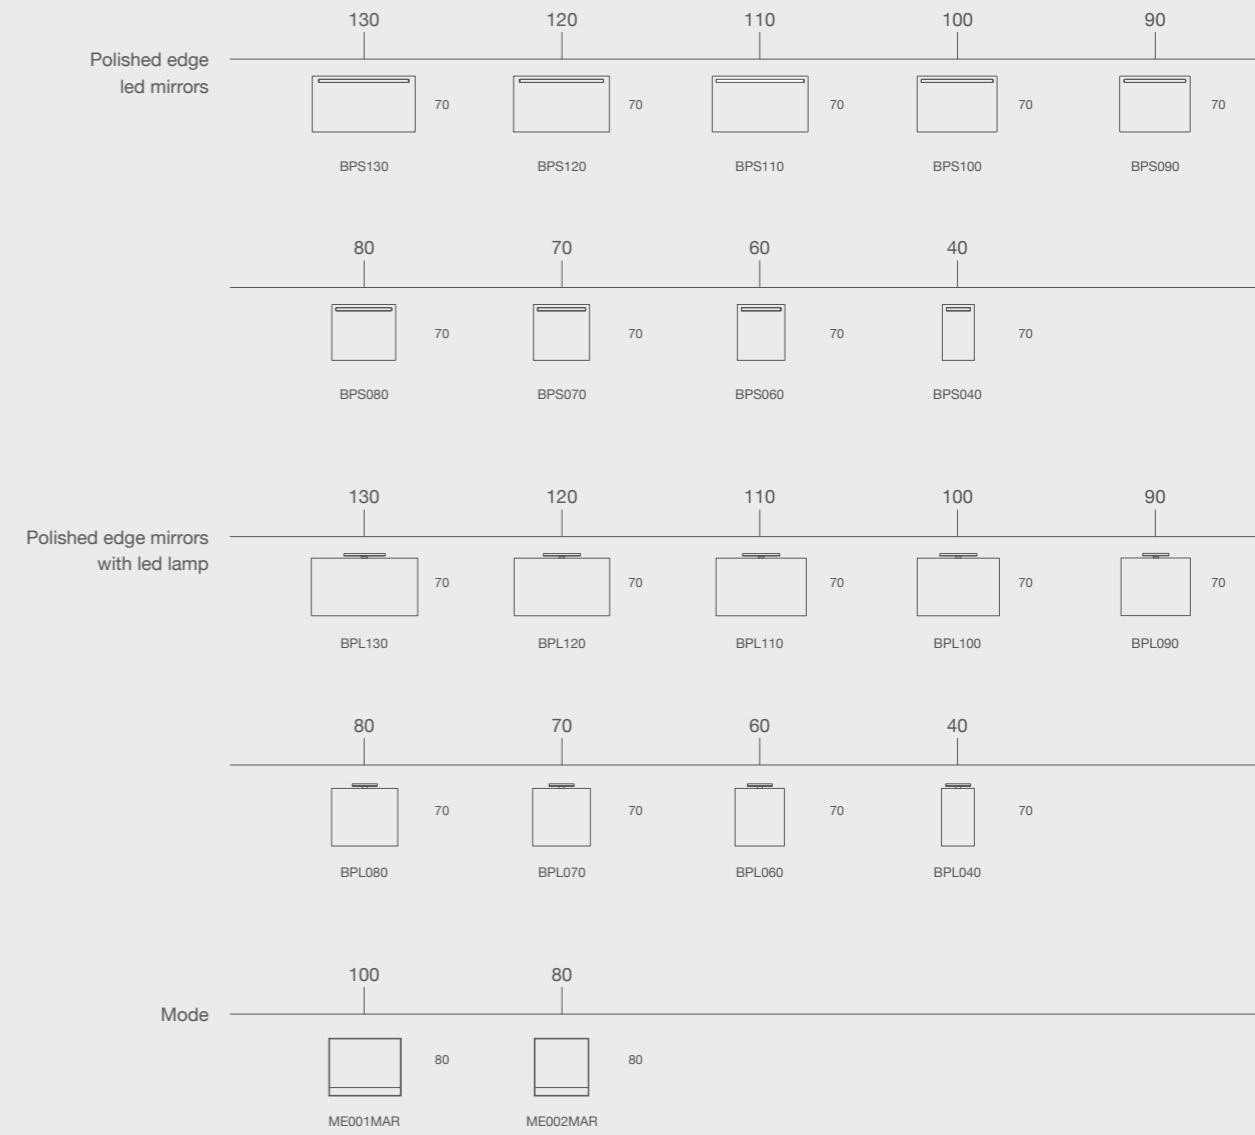 130 120 110 100 90
Polished edge
led mirrors
70 70 70 70 70
BPS130 BPS120 BPS110 BPS100 BPS090
80 70 60 40
70 70 70 70
BPS080 BPS070 BPS060 BPS040
130 120 110 100 90
Polished edge mirrors
with led lamp
70 70 70 70 70
BPL130 BPL120 BPL110 BPL100 BPL090
80 70 60 40
70 70 70 70
BPL080 BPL070 BPL060 BPL040
100 80
Mode
80 80
ME001MAR ME002MAR